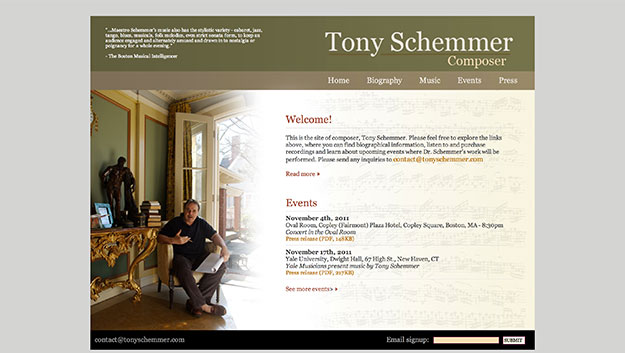 "...Maestro Schemmer's music also has the stylistic variety - cabaret, jazz,
tango, blues, musicals, folk melodies, even strict sonata form, to keep an
audience engaged and alternately amused and drawn in to nostalgia or
poignancy for a whole evening."
- The Boston Musical Intelligencer
Tony Schemmer
Composer
Home Biography Music Events Press
Welcome!
This is the site of composer, Tony Schemmer. Please feel free to explore the links
above, where you can find biographical information, listen to and purchase
recordings and learn about upcoming events where Dr. Schemmer's work will be
performed. Please send any inquiries to contact@tonyschemmer.com
Read more
Events
November 4th, 2011
Oval Room, Copley (Fairmont) Plaza Hotel, Copley Square, Boston, MA - 8:30pm
Concert in the Oval Room
Press release (PDF, 148KB)
November 17th, 2011
Yale University, Dwight Hall, 67 High St., New Haven, CT
Yale Musicians present music by Tony Schemmer
Press release (PDF, 217KB)
See more events
contact@tonyschemmer.com
Email signup: SUBMIT